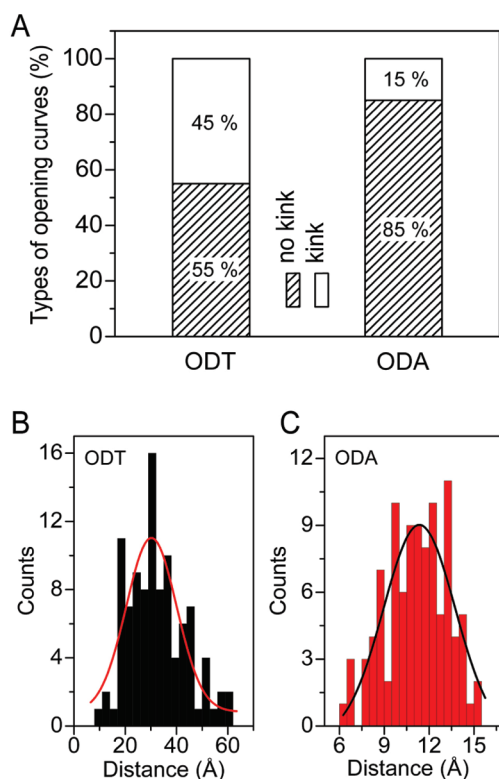 A
Types of opening curves (%)
100
80
60
40
20
0
45 %
55 %
15 %
85 %
no kink
kink
ODT
ODA
B
ODT
Counts
16
12
8
4
0
0 20 40 60
Distance (Å)
C
ODA
Counts
12
9
6
3
0
6 9 12 15
Distance (Å)